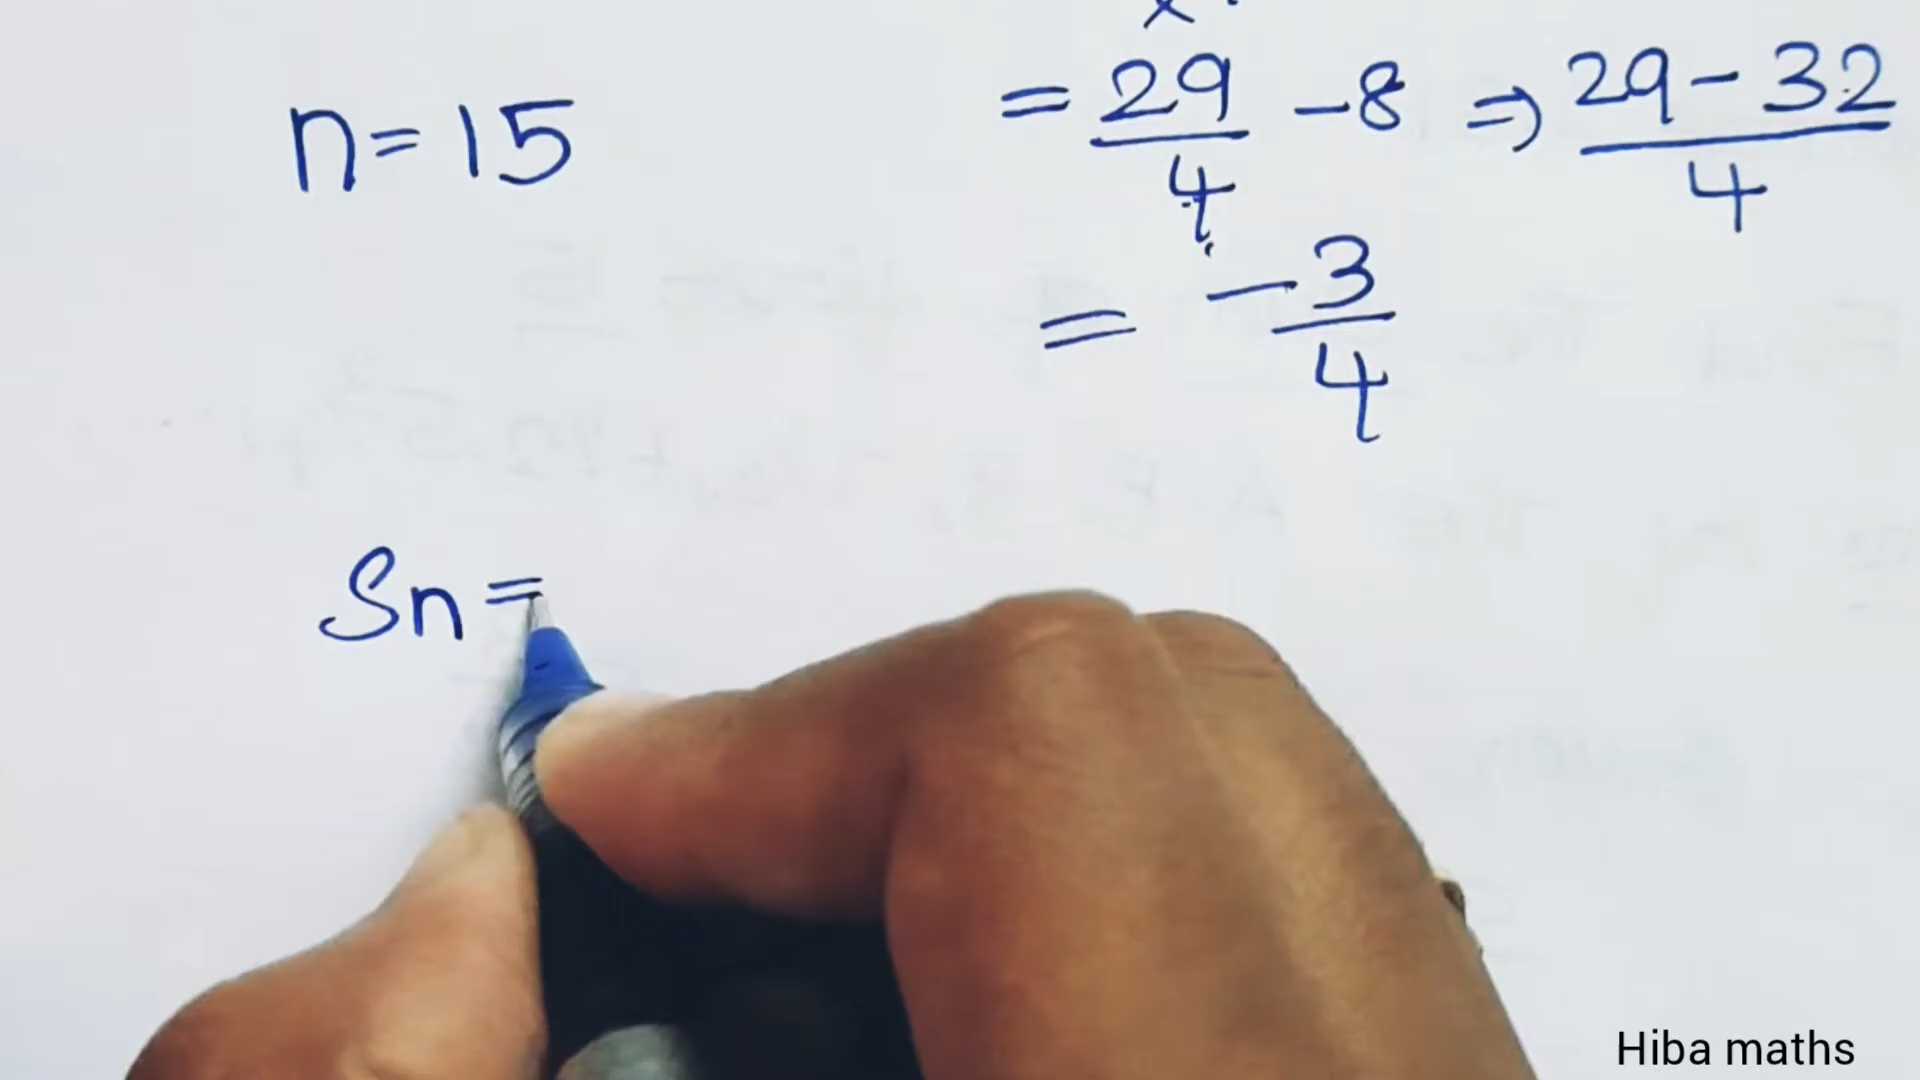 n = 15
= 29/4 - 8 ⇒ 29 - 32/4
= -3/4
Sn =
Hiba maths